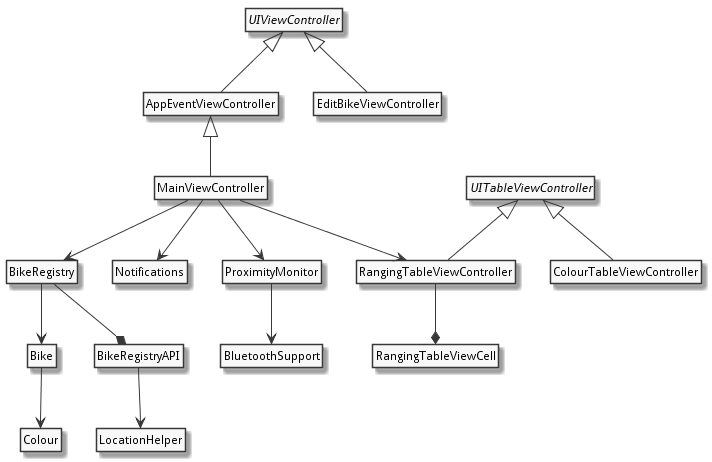 UIViewController
AppEventViewController
EditBikeViewController
MainViewController
UITableViewController
BikeRegistry
Notifications
ProximityMonitor
RangingTableViewController
ColourTableViewController
Bike
BikeRegistryAPI
BluetoothSupport
RangingTableViewCell
Colour
LocationHelper